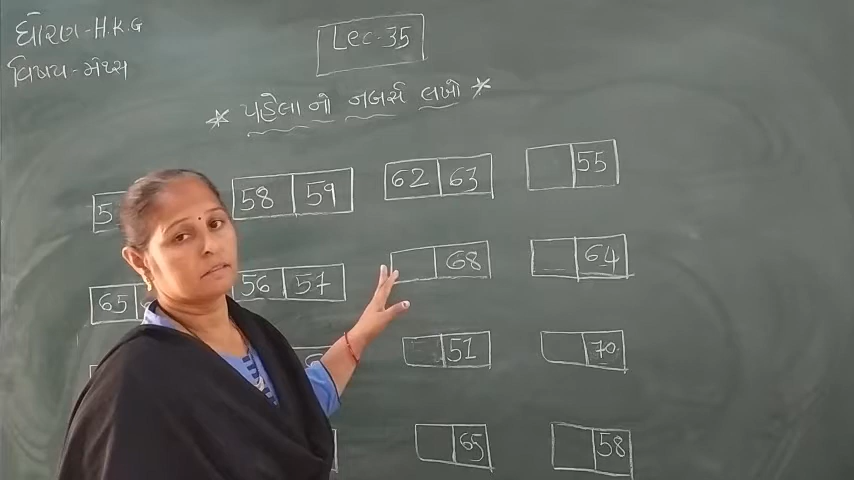 ધોરણ - H.K.G
વિષય - મેથ્સ
Lec-35
* પહેલા નો નંબર્સ લખો *
58 59 62 63 55
65 56 57 68 64
51 70
65 58